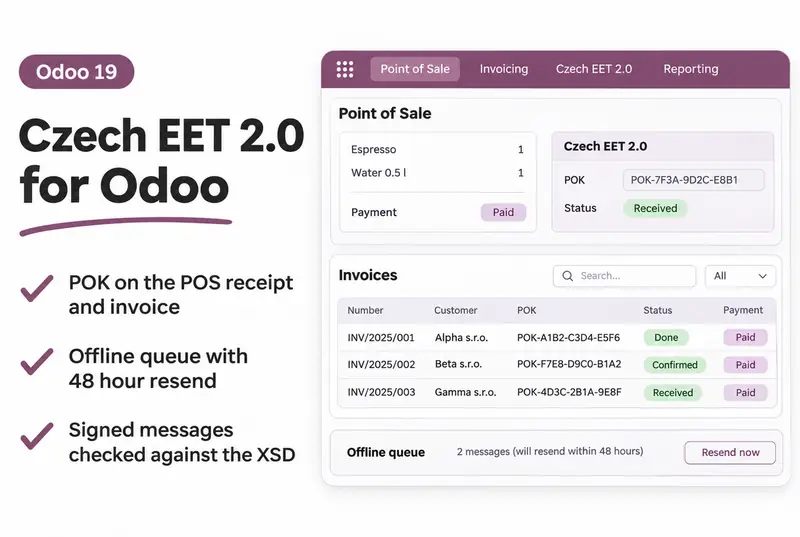 Odoo 19
Czech EET 2.0
for Odoo
POK on the POS receipt
and invoice
Offline queue with
48 hour resend
Signed messages
checked against the XSD
Point of Sale Invoicing Czech EET 2.0 Reporting
Point of Sale
Espresso 1
Water 0.5 l 1
Payment Paid
Czech EET 2.0
POK POK-7F3A-9D2C-E8B1
Status Received
Invoices Search... All
Number Customer POK Status Payment
INV/2025/001 Alpha s.r.o. POK-A1B2-C3D4-E5F6 Done Paid
INV/2025/002 Beta s.r.o. POK-F7E8-D9C0-B1A2 Confirmed Paid
INV/2025/003 Gamma s.r.o. POK-4D3C-2B1A-9E8F Received Paid
Offline queue 2 messages (will resend within 48 hours) Resend now